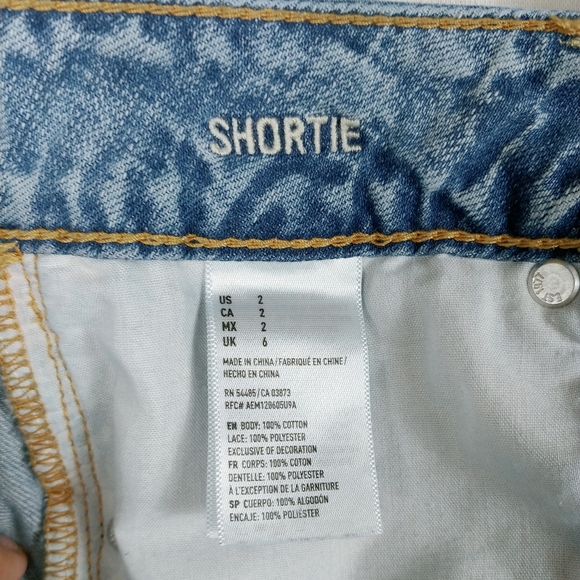 SHORTIE
US 2
CA 2
MX 2
UK 6
MADE IN CHINA/FABRIQUÉ EN CHINE/
HECHO EN CHINA
RN 54485/CA 03873
RFC# AEM128605U9A
EN BODY: 100% COTTON
LACE: 100% POLYESTER
EXCLUSIVE OF DECORATION
FR CORPS: 100% COTON
DENTELLE: 100% POLYESTER
À L'EXCEPTION DE LA GARNITURE
SP CUERPO: 100% ALGODÓN
ENCAJE: 100% POLIÉSTER